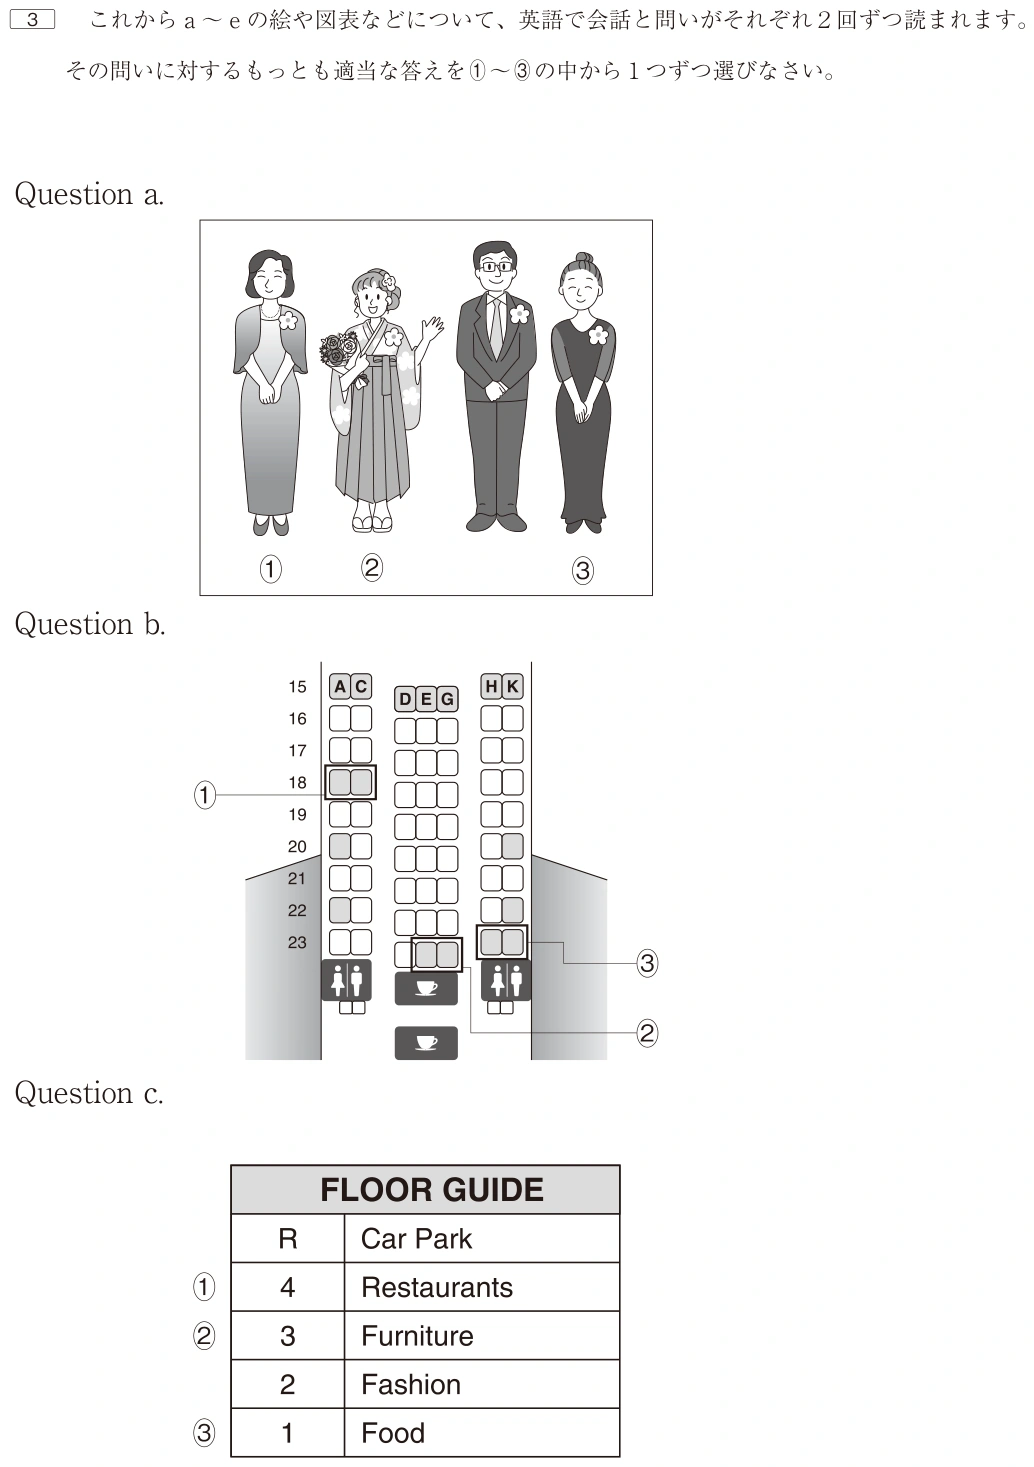 3 これからａ～ｅの絵や図表などについて、英語で会話と問いがそれぞれ２回ずつ読まれます。
その問いに対するもっとも適当な答えを①～③の中から１つずつ選びなさい。
Question a.
① ② ③
Question b.
15 A C D E G H K
16
17
18
①
19
20
21
22
23
③
②
Question c.
FLOOR GUIDE
R Car Park
① 4 Restaurants
② 3 Furniture
2 Fashion
③ 1 Food